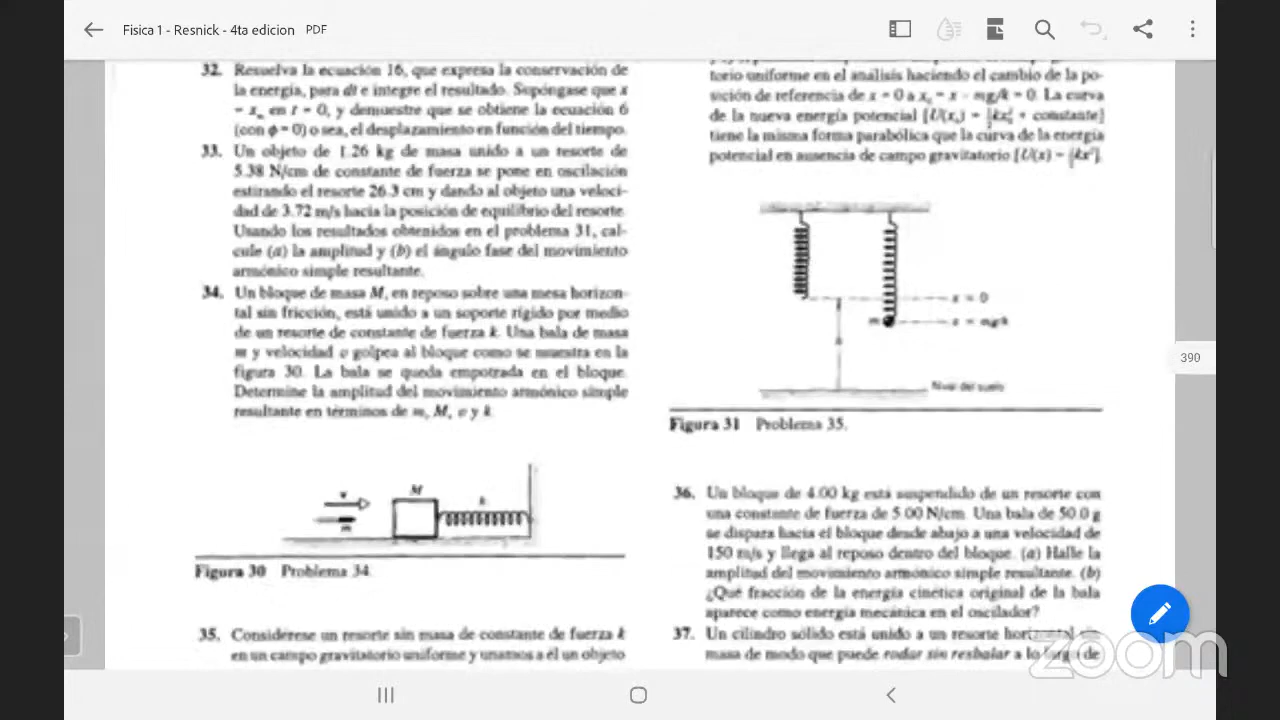 Fisica 1 - Resnick - 4ta edicion PDF
32. Resuelva la ecuación 16, que expresa la conservación de
la energía, para dt e integre el resultado. Supóngase que x
= xₘ en t = 0, y demuestre que se obtiene la ecuación 6
(con ϕ = 0) o sea, el desplazamiento en función del tiempo.
33. Un objeto de 1.26 kg de masa unido a un resorte de
5.38 N/cm de constante de fuerza se pone en oscilación
estirando el resorte 26.3 cm y dando al objeto una veloci-
dad de 3.72 m/s hacia la posición de equilibrio del resorte.
Usando los resultados obtenidos en el problema 31, cal-
cule (a) la amplitud y (b) el ángulo fase del movimiento
armónico simple resultante.
34. Un bloque de masa M, en reposo sobre una mesa horizon-
tal sin fricción, está unido a un soporte rígido por medio
de un resorte de constante de fuerza k. Una bala de masa
m y velocidad v golpea al bloque como se muestra en la
figura 30. La bala se queda empotrada en el bloque.
Determine la amplitud del movimiento armónico simple
resultante en términos de m, M, v y k.
v
m
M
k
Figura 30 Problema 34.
35. Considérese un resorte sin masa de constante de fuerza k
en un campo gravitatorio uniforme y unamos a él un objeto
torio uniforme en el análisis haciendo el cambio de la po-
sición de referencia de x = 0 a xₛ = x - mg/k = 0. La curva
de la nueva energía potencial [U(xₛ) = ½kxₛ² + constante]
tiene la misma forma parabólica que la curva de la energía
potencial en ausencia de campo gravitatorio [U(x) = ½kx²].
x = 0
m
x = mg/k
Nivel del suelo
Figura 31 Problema 35.
390
36. Un bloque de 4.00 kg está suspendido de un resorte con
una constante de fuerza de 5.00 N/cm. Una bala de 50.0 g
se dispara hacia el bloque desde abajo a una velocidad de
150 m/s y llega al reposo dentro del bloque. (a) Halle la
amplitud del movimiento armónico simple resultante. (b)
¿Qué fracción de la energía cinética original de la bala
aparece como energía mecánica en el oscilador?
37. Un cilindro sólido está unido a un resorte horizontal sin
masa de modo que puede rodar sin resbalar a lo largo de
zoom